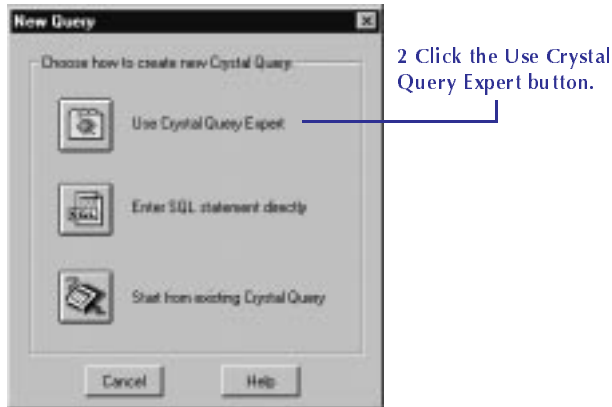 New Query
Choose how to create new Crystal Query:
Use Crystal Query Expert
Enter SQL statement directly
SQL
Start from existing Crystal Query
Cancel
Help
2 Click the Use Crystal
Query Expert button.